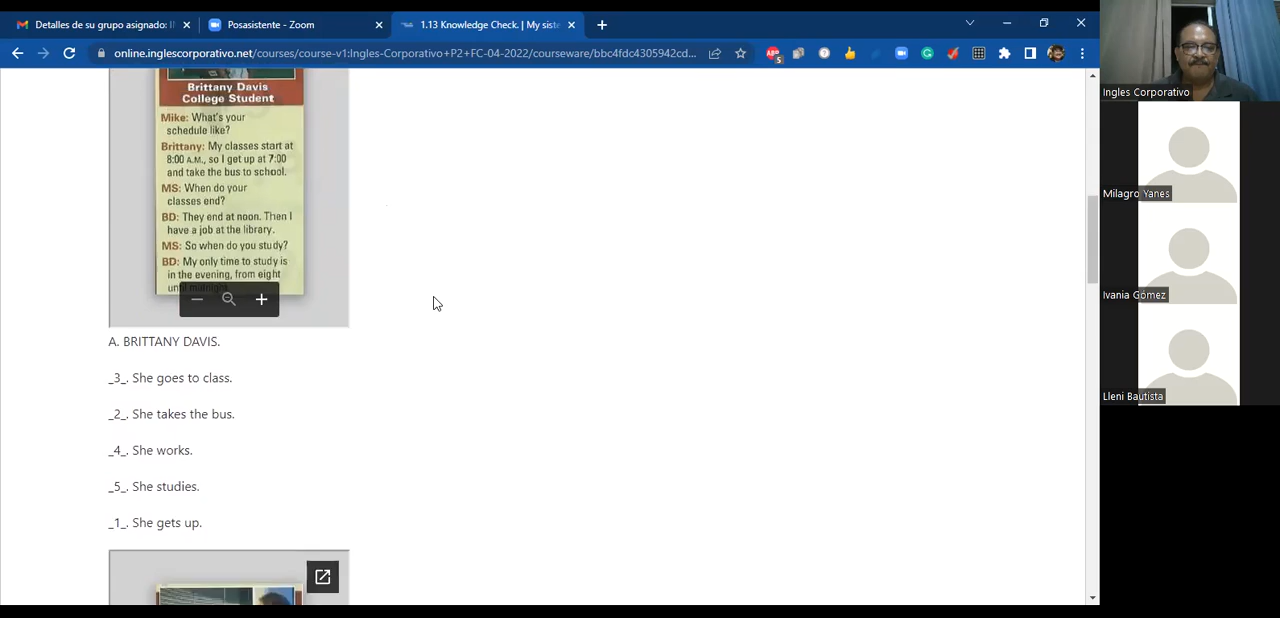 Detalles de su grupo asignado: I
Posasistente - Zoom
1.13 Knowledge Check. | My sist
online.inglescorporativo.net/courses/course-v1:Ingles-Corporativo+P2+FC-04-2022/courseware/bbc4fdc4305942cd...
ABP
5
Brittany Davis
College Student
Mike: What's your
schedule like?
Brittany: My classes start at
8:00 A.M., so I get up at 7:00
and take the bus to school.
MS: When do your
classes end?
BD: They end at noon. Then I
have a job at the library.
MS: So when do you study?
BD: My only time to study is
in the evening, from eight
until midnight.
A. BRITTANY DAVIS.
_3_. She goes to class.
_2_. She takes the bus.
_4_. She works.
_5_. She studies.
_1_. She gets up.
Ingles Corporativo
Milagro Yanes
Ivania Gómez
Lleni Bautista